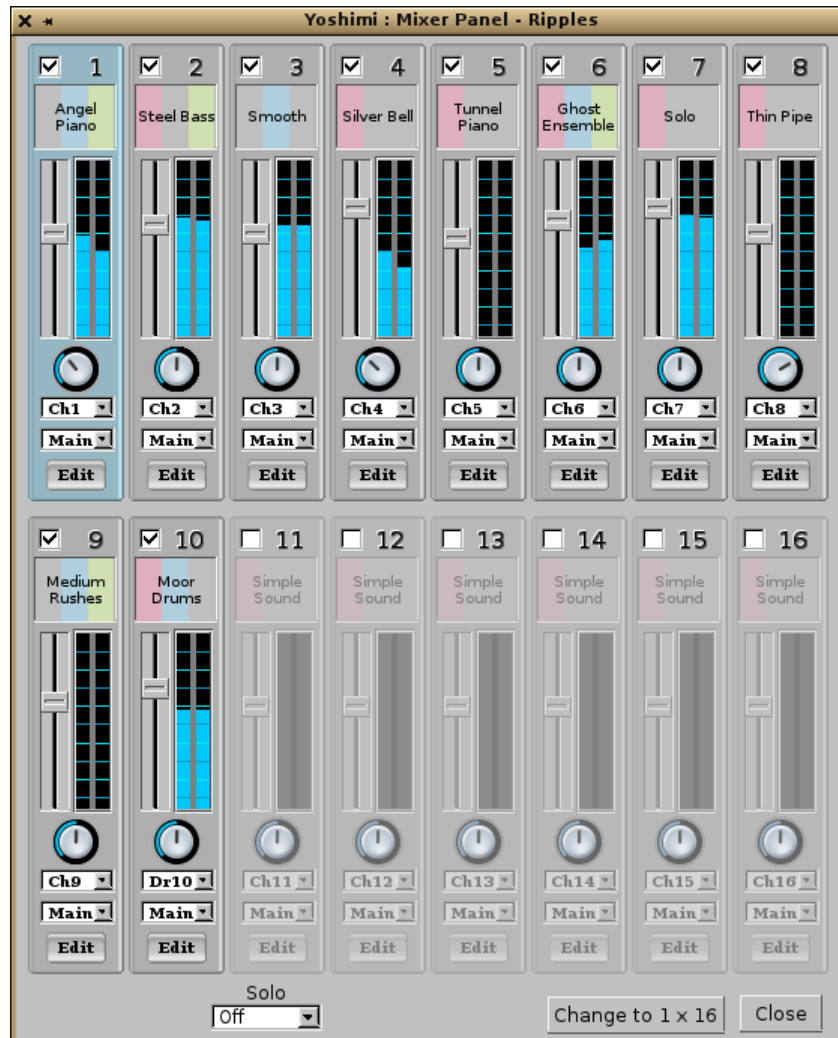 Yoshimi : Mixer Panel - Ripples
1 2 3 4 5 6 7 8
Angel Piano Steel Bass Smooth Silver Bell Tunnel Piano Ghost Ensemble Solo Thin Pipe
Ch1 Ch2 Ch3 Ch4 Ch5 Ch6 Ch7 Ch8
Main Main Main Main Main Main Main Main
Edit Edit Edit Edit Edit Edit Edit Edit
9 10 11 12 13 14 15 16
Medium Rushes Moor Drums Simple Sound Simple Sound Simple Sound Simple Sound Simple Sound Simple Sound
Ch9 Dr10 Ch11 Ch12 Ch13 Ch14 Ch15 Ch16
Main Main Main Main Main Main Main Main
Edit Edit Edit Edit Edit Edit Edit Edit
Solo
Off Change to 1 x 16 Close